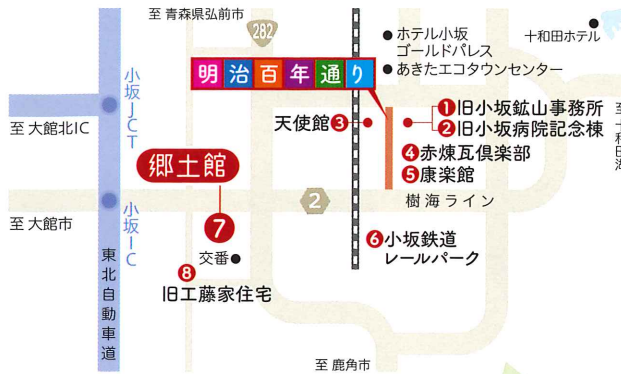 至 青森県弘前市
282
ホテル小坂
ゴールドパレス
あきたエコタウンセンター
十和田ホテル
明治百年通り
小坂JCT
至 大館北IC
天使館3
1旧小坂鉱山事務所
2旧小坂病院記念棟
至 十和田湖
4赤煉瓦倶楽部
5康楽館
郷土館
7
2
樹海ライン
至 大館市
小坂IC
6小坂鉄道
レールパーク
交番
8
旧工藤家住宅
東北自動車道
至 鹿角市